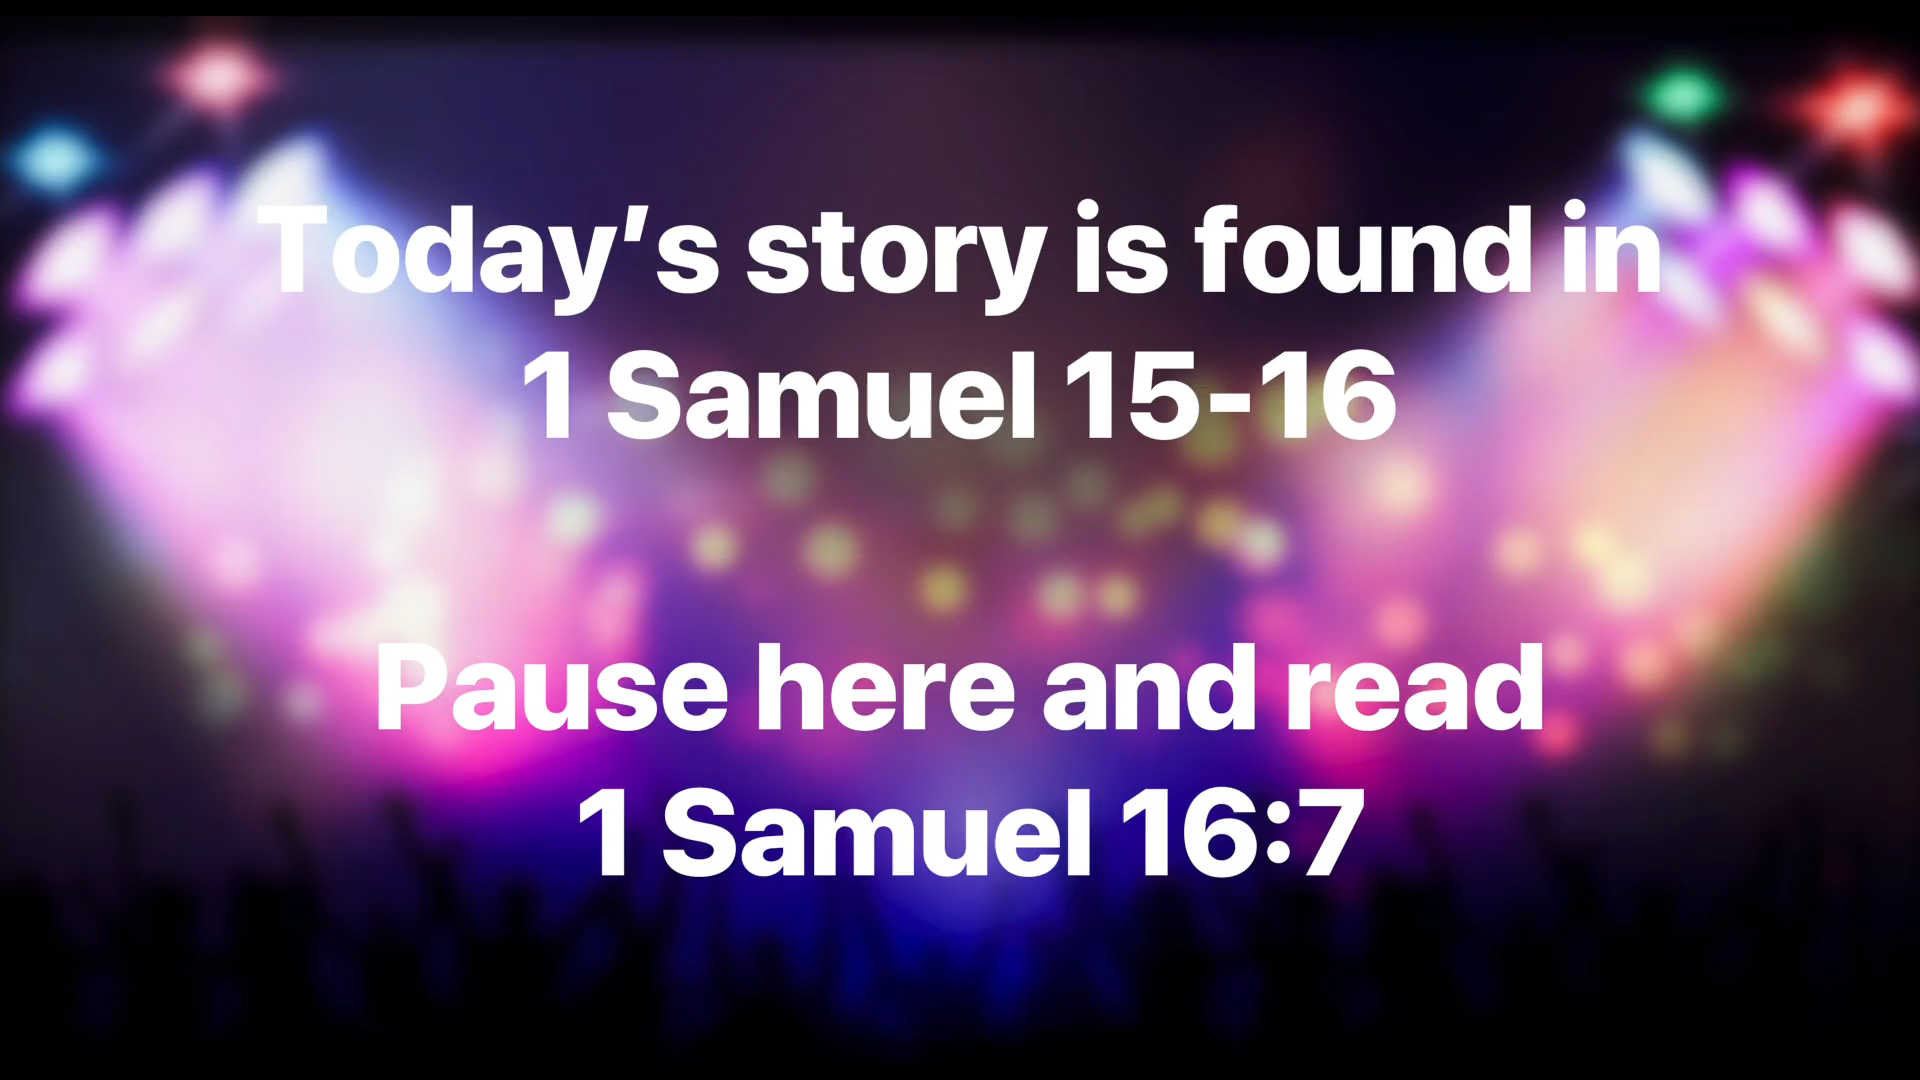 Today’s story is found in
1 Samuel 15-16
Pause here and read
1 Samuel 16:7